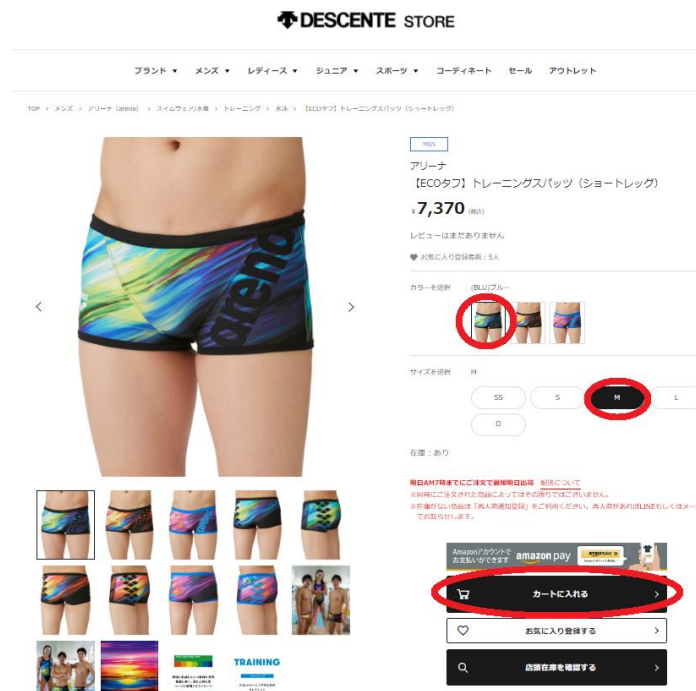 DESCENTE STORE
ブランド ▼ メンズ ▼ レディース ▼ ジュニア ▼ スポーツ ▼ コーディネート セール アウトレット
TOP › メンズ › アリーナ (arena) › スイムウェア/水着 › トレーニング › 水泳 › 【ECOタフ】トレーニングスパッツ（ショートレッグ）
MEN
アリーナ
【ECOタフ】トレーニングスパッツ（ショートレッグ）
¥ 7,370 (税込)
レビューはまだありません
お気に入り登録者数：5人
カラーを選択 (BLU)ブルー
arena
サイズを選択 M
SS S M L
O
在庫：あり
明日AM7時までにご注文で最短明日出荷 配送について
※同時にご注文された商品によってはその限りではございません。
※在庫がない商品は「再入荷通知登録」をご利用ください。再入荷があればLINEもしくはメー
でお知らせします。
Amazonアカウントで
お支払いができます amazon pay
カートに入れる
お気に入り登録する
店頭在庫を確認する
TRAINING